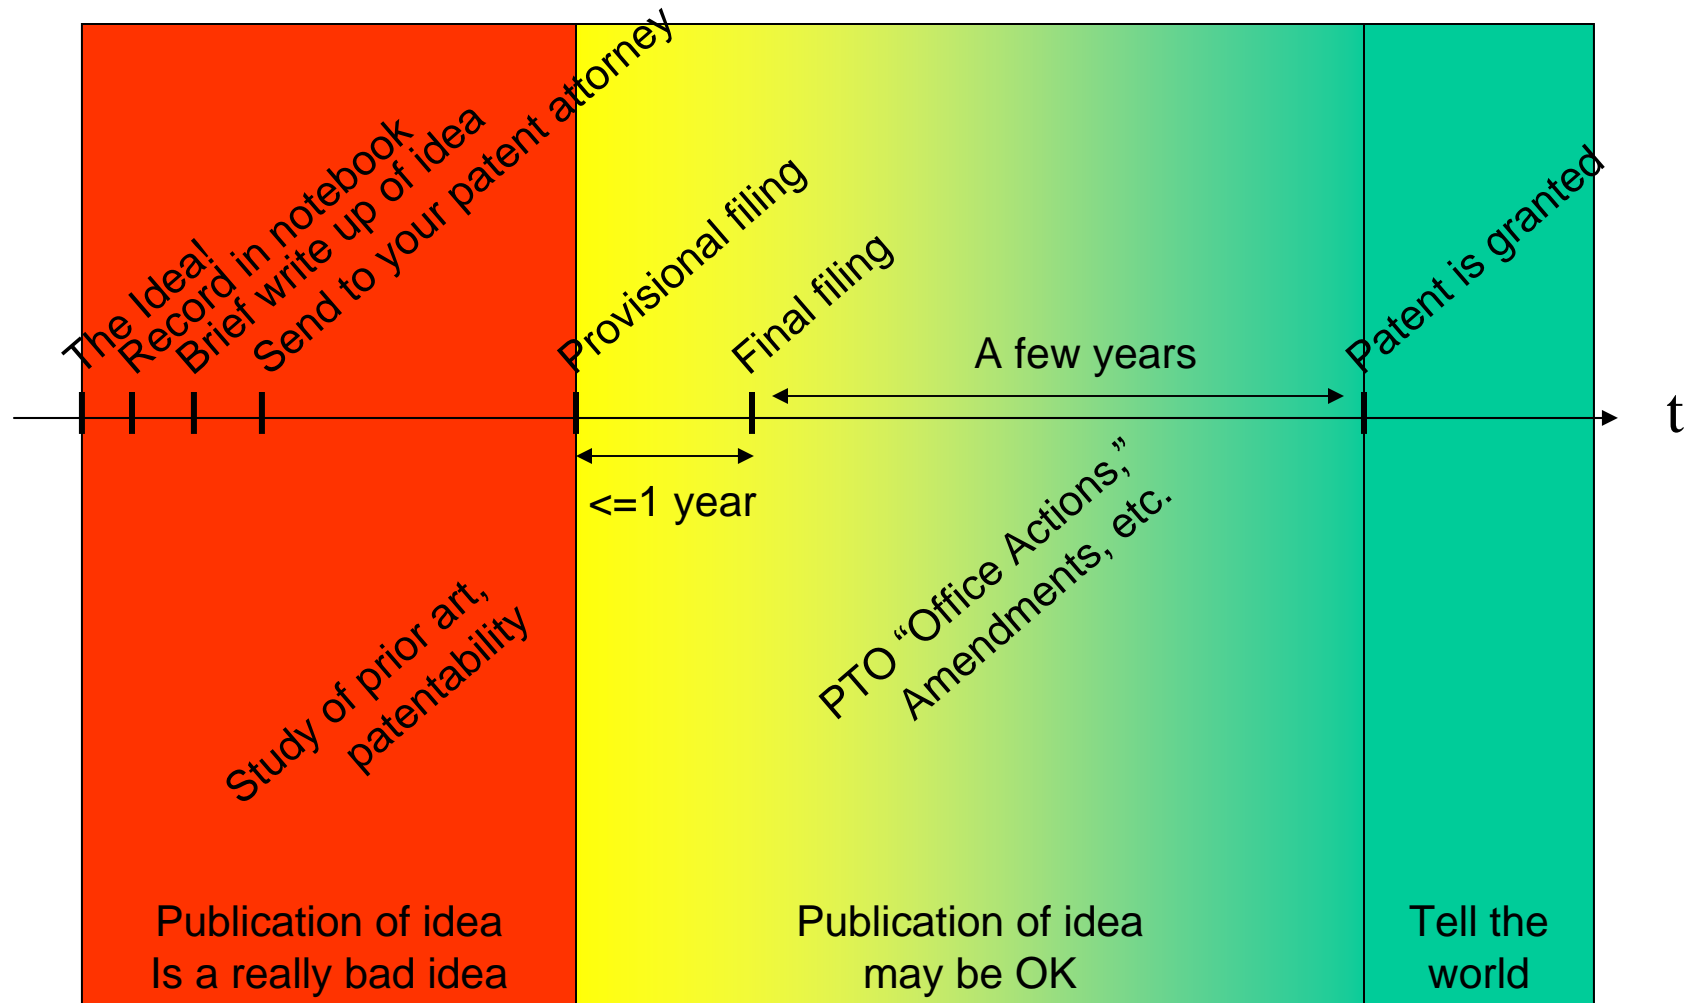 The Idea!
Record in notebook
Brief write up of idea
Send to your patent attorney
Provisional filing
Final filing
A few years
Patent is granted
t
<=1 year
Study of prior art,
patentability
PTO “Office Actions,”
Amendments, etc.
Publication of idea
Is a really bad idea
Publication of idea
may be OK
Tell the
world